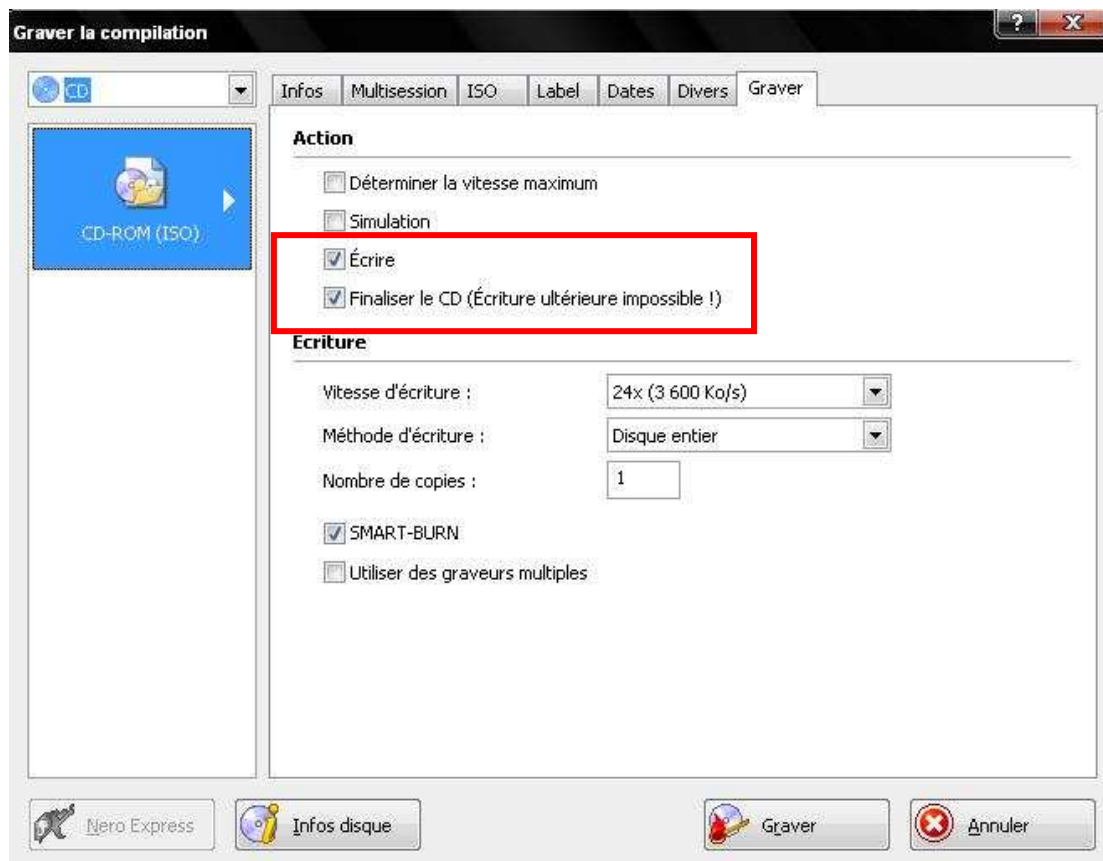 Graver la compilation
?
CD
Infos Multisession ISO Label Dates Divers Graver
CD-ROM (ISO)
Action
Déterminer la vitesse maximum
Simulation
Écrire
Finaliser le CD (Écriture ultérieure impossible !)
Ecriture
Vitesse d'écriture : 24x (3 600 Ko/s)
Méthode d'écriture : Disque entier
Nombre de copies : 1
SMART-BURN
Utiliser des graveurs multiples
Nero Express Infos disque Graver Annuler